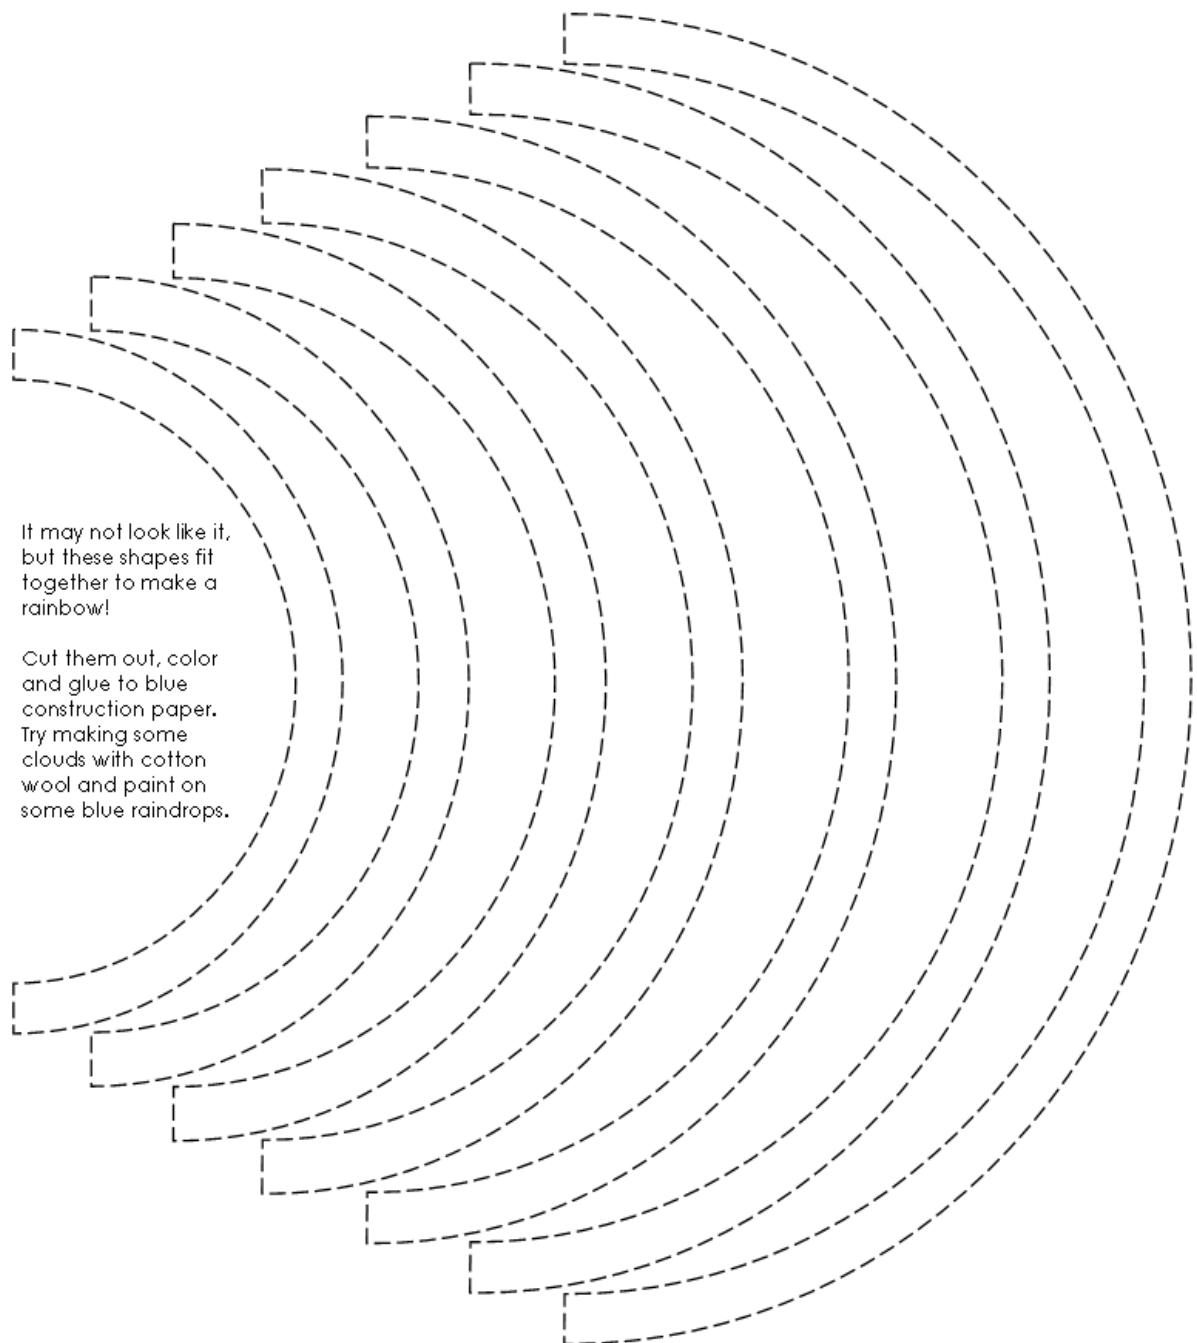 It may not look like it,
but these shapes fit
together to make a
rainbow!
Cut them out, color
and glue to blue
construction paper.
Try making some
clouds with cotton
wool and paint on
some blue raindrops.